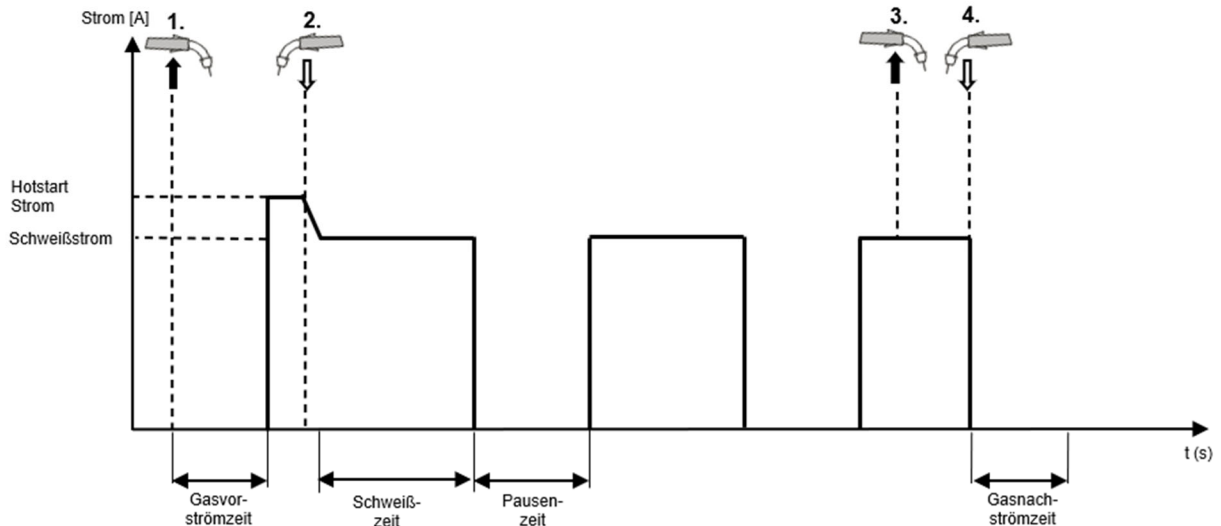 Strom [A]
1.
2.
3.
4.
Hotstart
Strom
Schweißstrom
t (s)
Gasvor-
strömzeit
Schweiß-
zeit
Pausen-
zeit
Gasnach-
strömzeit